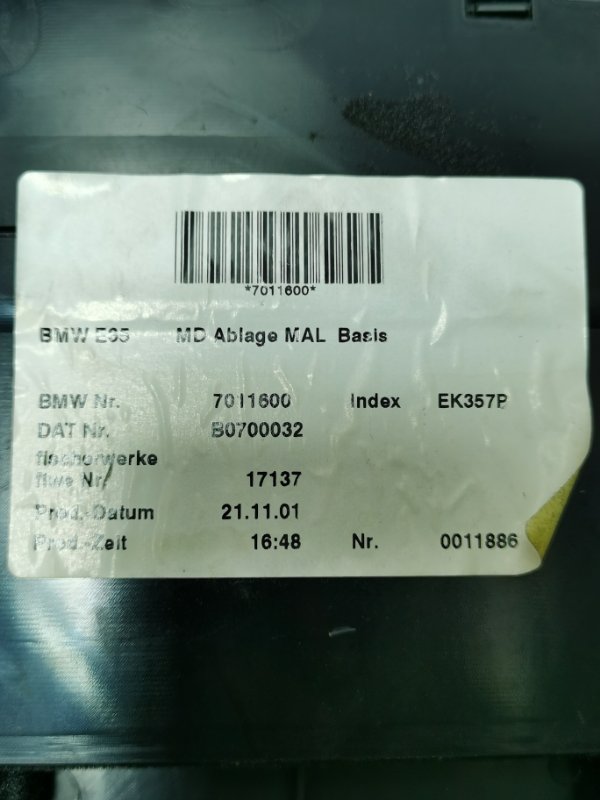 *7011600*
BMW E65 MD Ablage MAL Basis
BMW Nr. 7011600 Index EK357P
DAT Nr. B0700032
fischerwerke
fiwe Nr. 17137
Prod.-Datum 21.11.01
Prod.-Zeit 16:48 Nr. 0011886